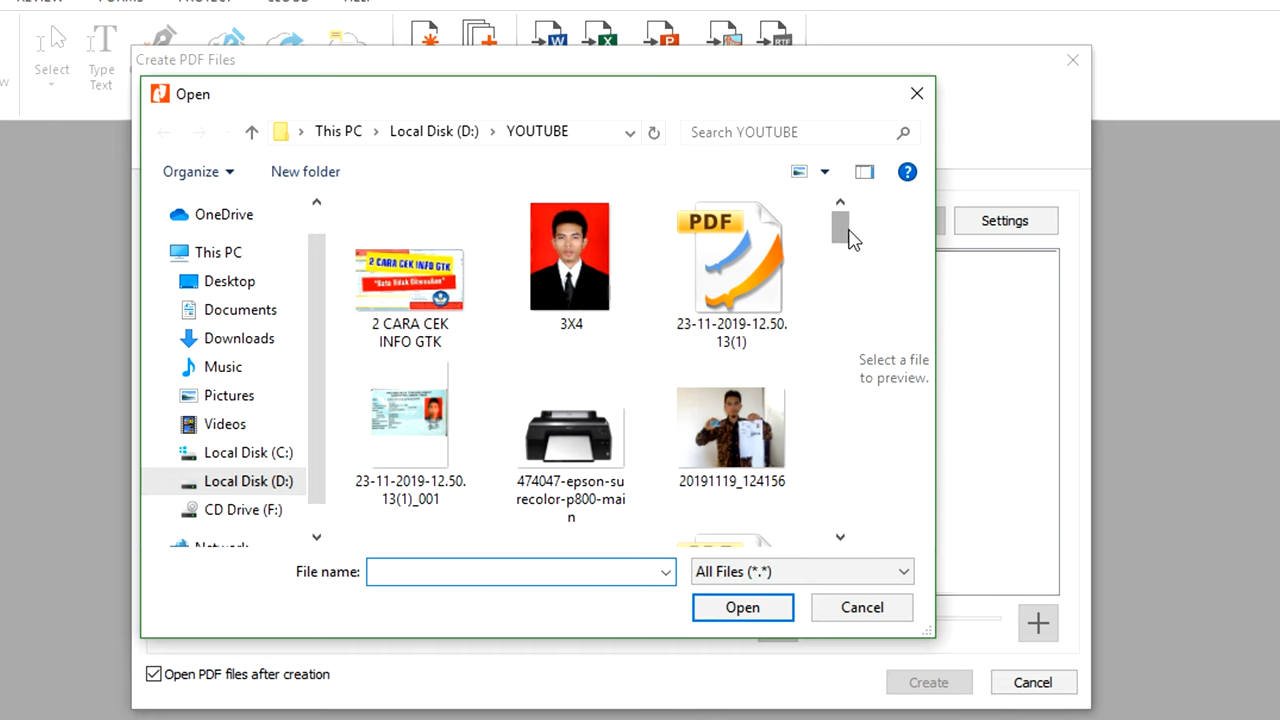 Select
Type
Text
W
X
P
RTF
Create PDF Files
Open
This PC
Local Disk (D:)
YOUTUBE
Search YOUTUBE
Organize
New folder
?
OneDrive
This PC
Desktop
Documents
Downloads
Music
Pictures
Videos
Local Disk (C:)
Local Disk (D:)
CD Drive (F:)
Network
2 CARA CEK INFO GTK
2 CARA CEK
INFO GTK
3X4
PDF
23-11-2019-12.50.
13(1)
23-11-2019-12.50.
13(1)_001
474047-epson-su
recolor-p800-mai
n
20191119_124156
Select a file
to preview.
Settings
File name:
All Files (*.*)
Open
Cancel
Open PDF files after creation
Create
Cancel